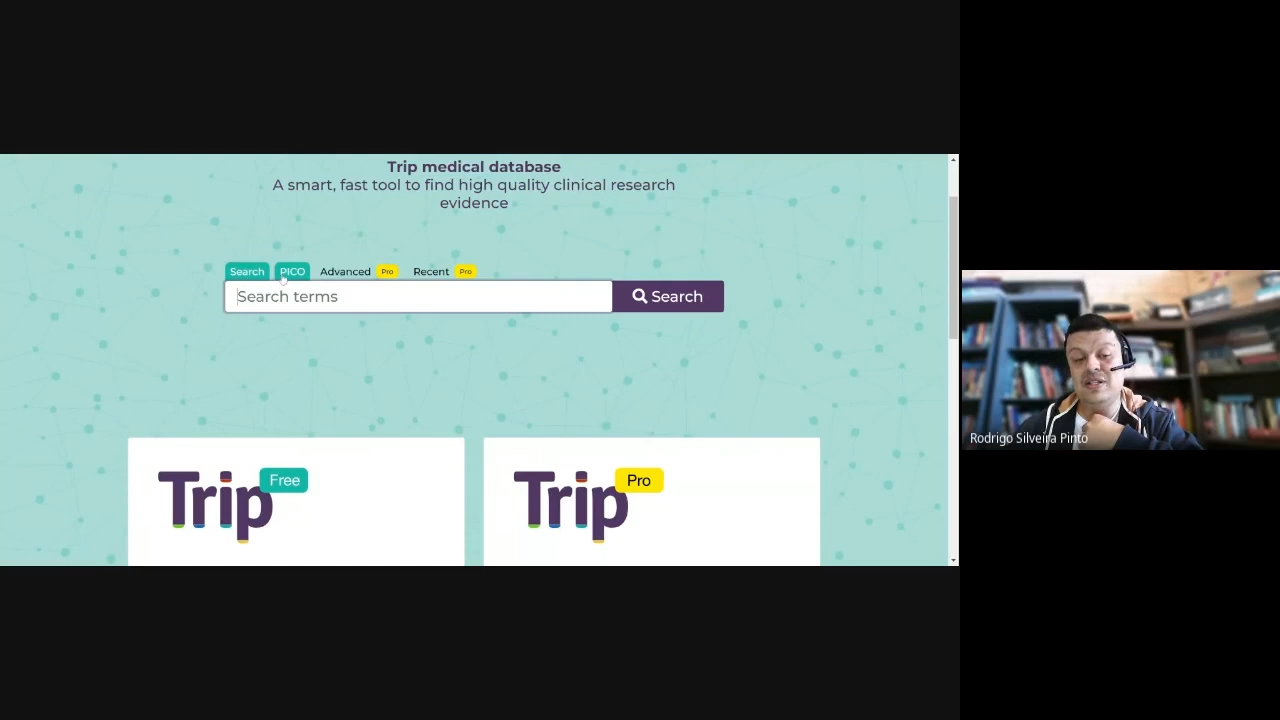 Trip medical database
A smart, fast tool to find high quality clinical research
evidence
Search PICO Advanced Pro Recent Pro
Search terms
Search
Trip Free
Trip Pro
Rodrigo Silveira Pinto